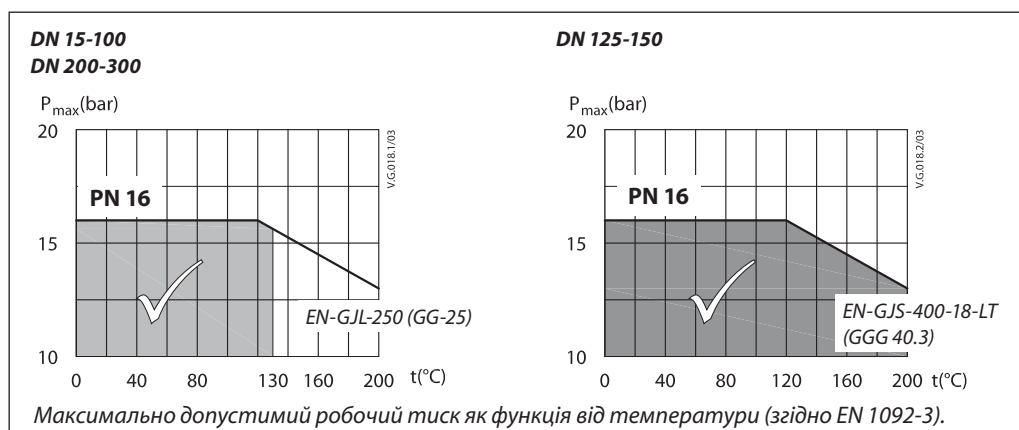 DN 15-100
DN 200-300
Pmax(bar)
20
15
10
PN 16
V.G.018.1/03
EN-GJL-250 (GG-25)
0 40 80 130 160 200 t(°C)
DN 125-150
Pmax(bar)
20
15
10
PN 16
V.G.018.2/03
EN-GJS-400-18-LT
(GGG 40.3)
0 40 80 120 160 200 t(°C)
Максимально допустимий робочий тиск як функція від температури (згідно EN 1092-3).